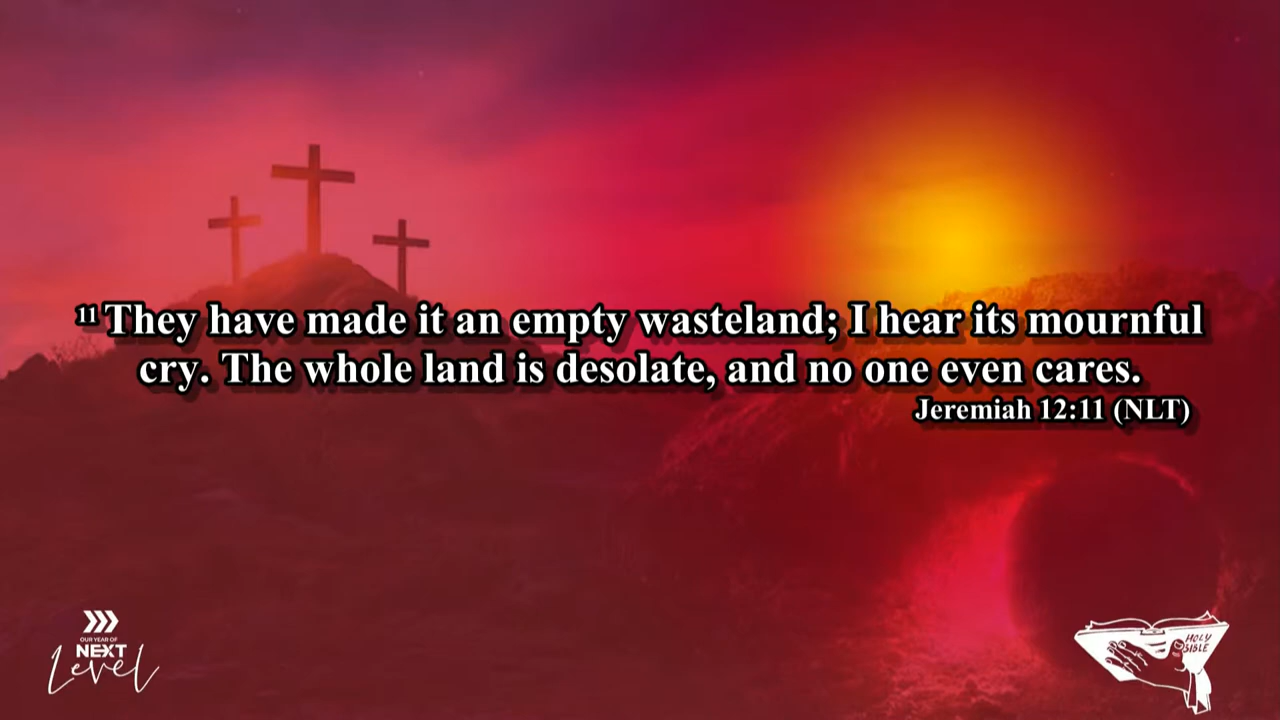 11 They have made it an empty wasteland; I hear its mournful
cry. The whole land is desolate, and no one even cares.
Jeremiah 12:11 (NLT)
OUR YEAR OF
NEXT
Level
HOLY
BIBLE